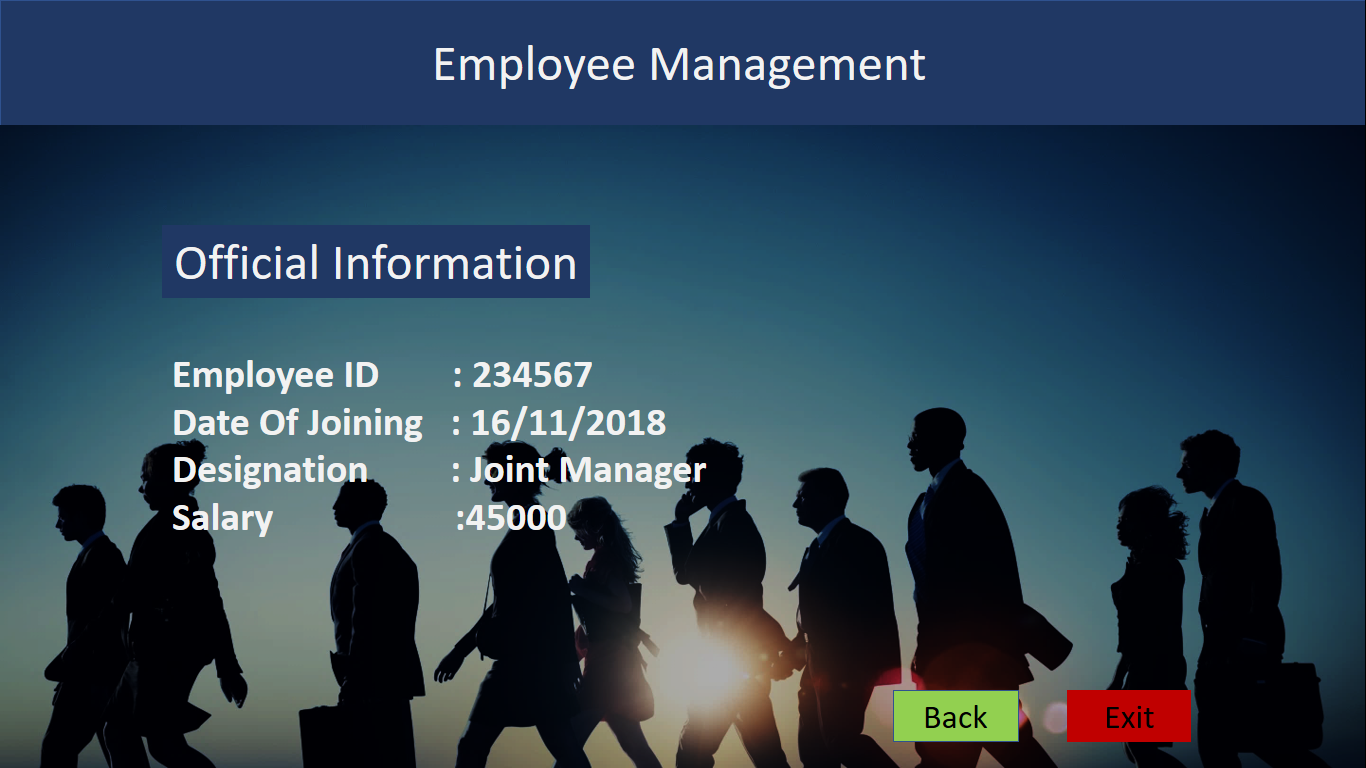 Employee Management
Official Information
Employee ID : 234567
Date Of Joining : 16/11/2018
Designation : Joint Manager
Salary :45000
Back Exit